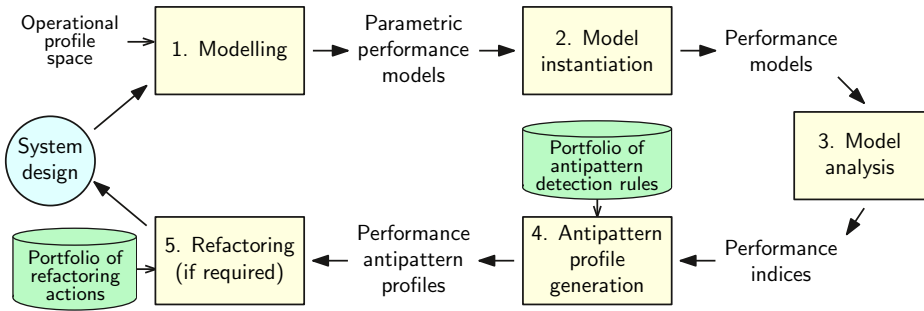 Operational
profile
space
1. Modelling
Parametric
performance
models
2. Model
instantiation
Performance
models
3. Model
analysis
System
design
Portfolio of
antipattern
detection rules
Portfolio of
refactoring
actions
5. Refactoring
(if required)
Performance
antipattern
profiles
4. Antipattern
profile
generation
Performance
indices